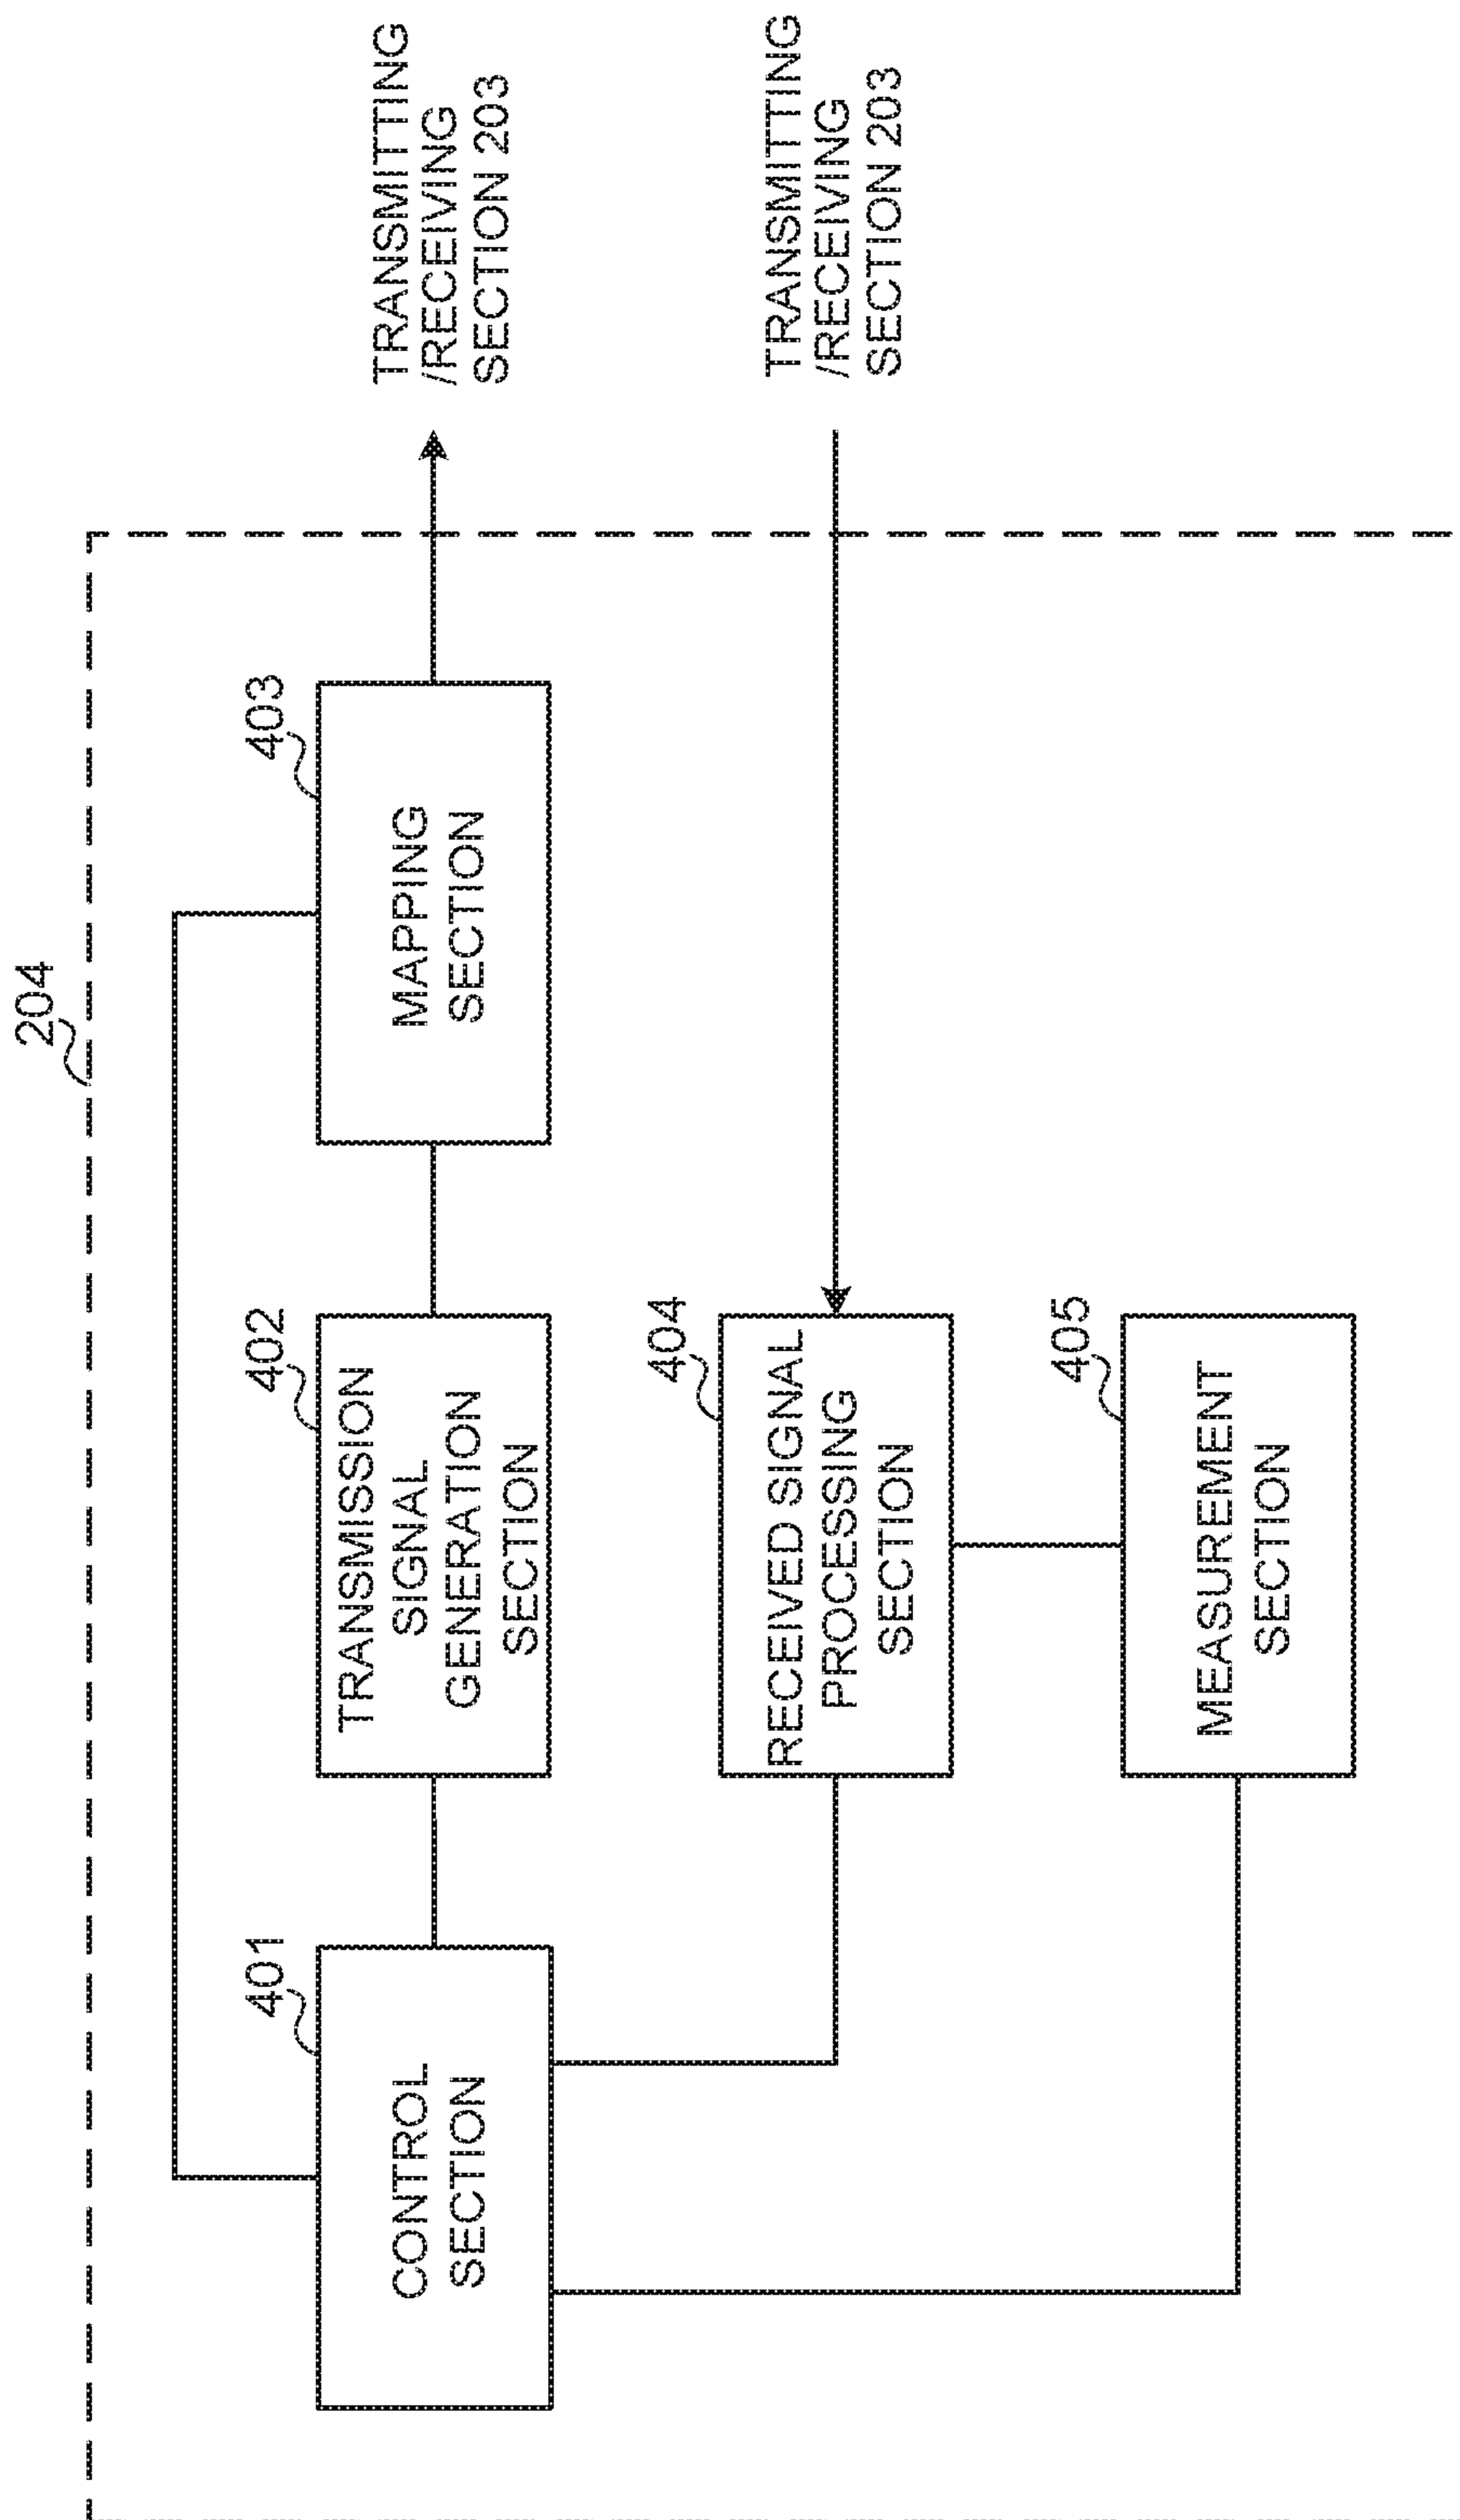 204
401
CONTROL
SECTION
402
TRANSMISSION
SIGNAL
GENERATION
SECTION
403
MAPPING
SECTION
TRANSMITTING
/RECEIVING
SECTION 203
404
RECEIVED SIGNAL
PROCESSING
SECTION
TRANSMITTING
/RECEIVING
SECTION 203
405
MEASUREMENT
SECTION